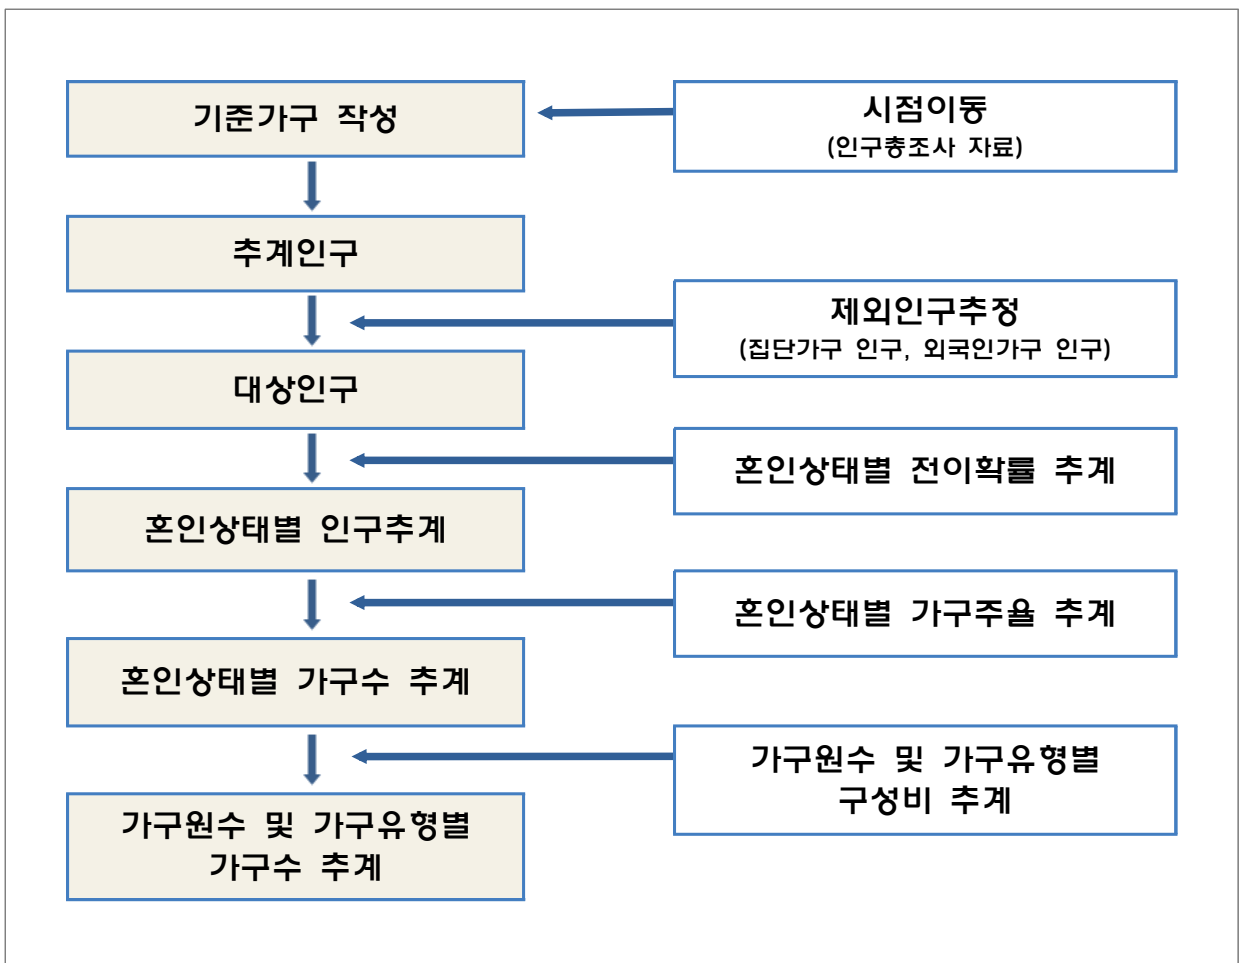 기준가구 작성
시점이동
(인구총조사 자료)
추계인구
제외인구추정
(집단가구 인구, 외국인가구 인구)
대상인구
혼인상태별 전이확률 추계
혼인상태별 인구추계
혼인상태별 가구주율 추계
혼인상태별 가구수 추계
가구원수 및 가구유형별
구성비 추계
가구원수 및 가구유형별
가구수 추계